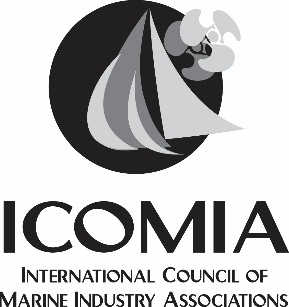 ICOMIA
INTERNATIONAL COUNCIL OF
MARINE INDUSTRY ASSOCIATIONS